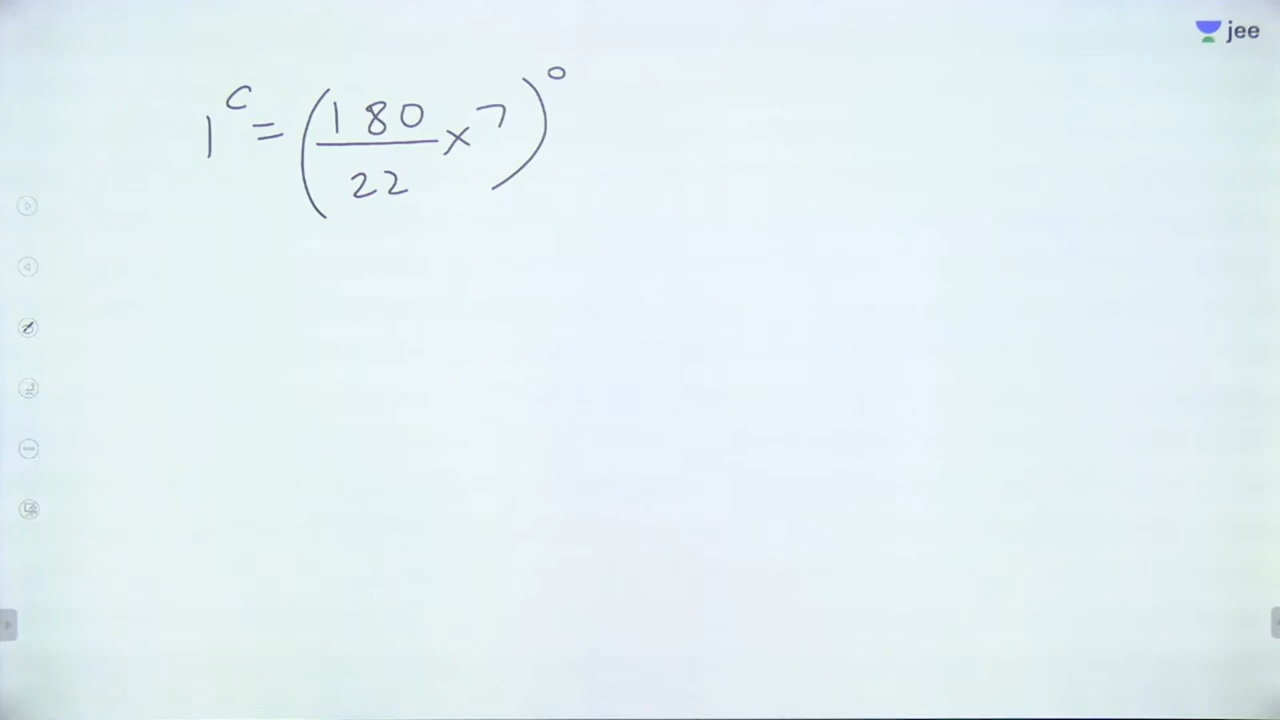 jee
1^c = (180/22 × 7)^o